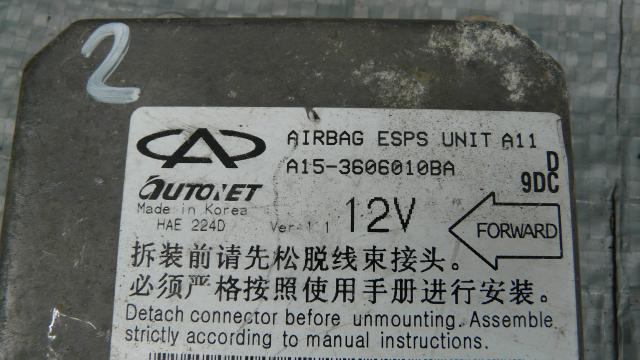 2
AIRBAG ESPS UNIT A11
A15-3606010BA
D
9DC
AUTONET
Made in Korea
HAE 224D
Ver 1.1
12V
FORWARD
拆装前请先松脱线束接头。
必须严格按照使用手册进行安装。
Detach connector before unmounting. Assemble
strictly according to manual instructions.